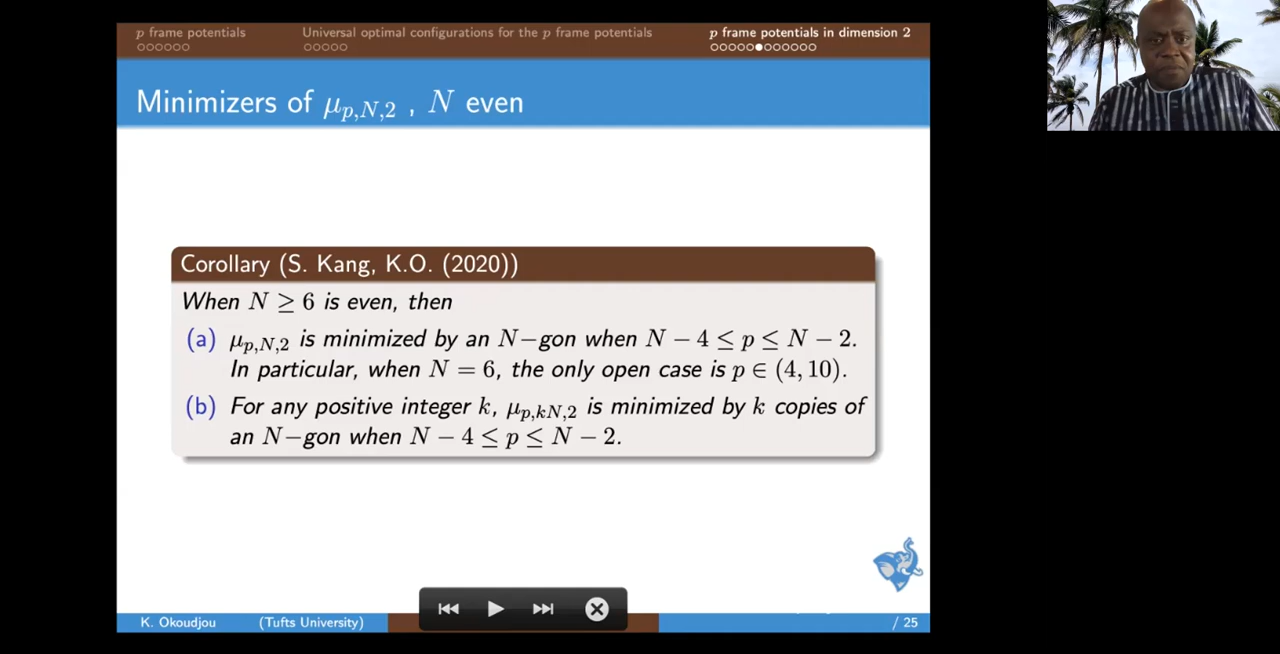 p frame potentials
Universal optimal configurations for the p frame potentials
p frame potentials in dimension 2
Minimizers of μ_{p,N,2} , N even
Corollary (S. Kang, K.O. (2020))
When N ≥ 6 is even, then
(a) μ_{p,N,2} is minimized by an N−gon when N − 4 ≤ p ≤ N − 2.
In particular, when N = 6, the only open case is p ∈ (4, 10).
(b) For any positive integer k, μ_{p,kN,2} is minimized by k copies of
an N−gon when N − 4 ≤ p ≤ N − 2.
K. Okoudjou (Tufts University)
/ 25